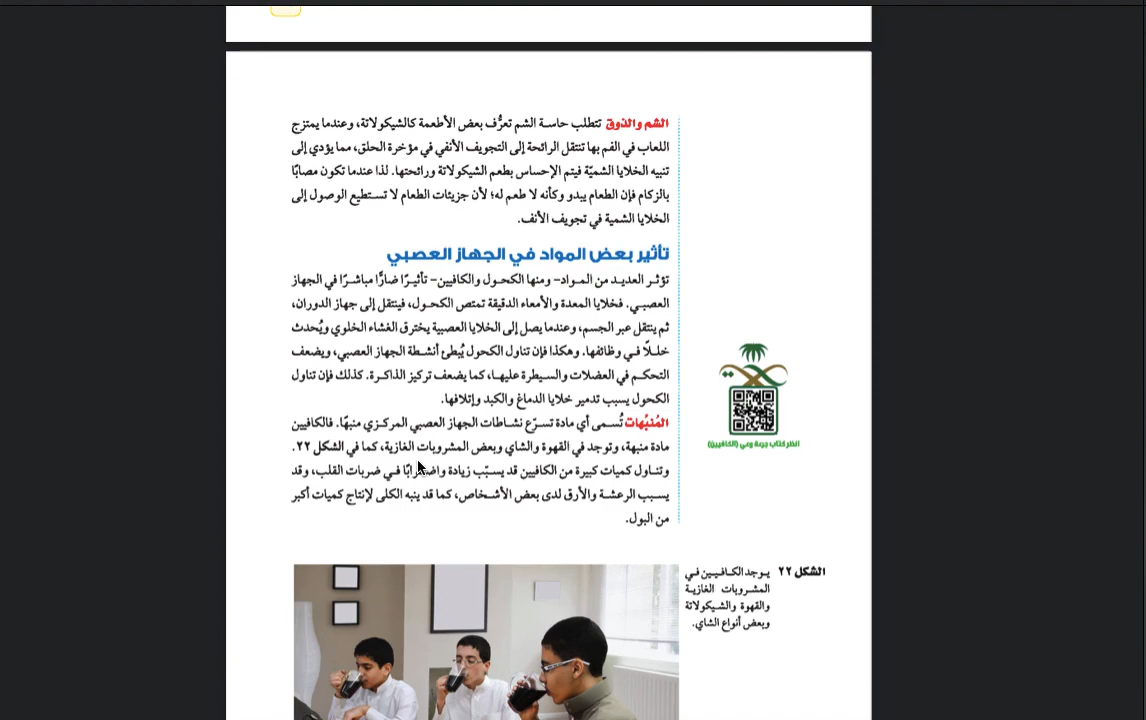 الشم والذوق تتطلب حاسة الشم تعرُّف بعض الأطعمة كالشيكولاتة، وعندما يمتزج
اللعاب في الفم بها تنتقل الرائحة إلى التجويف الأنفي في مؤخرة الحلق، مما يؤدي إلى
تنبيه الخلايا الشميّة فيتم الإحساس بطعم الشيكولاتة ورائحتها. لذا عندما تكون مصابًا
بالزكام فإن الطعام يبدو وكأنه لا طعم له؛ لأن جزيئات الطعام لا تستطيع الوصول إلى
الخلايا الشمية في تجويف الأنف.
تأثير بعض المواد في الجهاز العصبي
تؤثر العديد من المواد- ومنها الكحول والكافيين- تأثيرًا ضارًّا مباشرًا في الجهاز
العصبي. فخلايا المعدة والأمعاء الدقيقة تمتص الكحول، فينتقل إلى جهاز الدوران،
ثم ينتقل عبر الجسم، وعندما يصل إلى الخلايا العصبية يخترق الغشاء الخلوي ويُحدث
خللًا في وظائفها. وهكذا فإن تناول الكحول يُبطئ أنشطة الجهاز العصبي، ويضعف
التحكم في العضلات والسيطرة عليها، كما يضعف تركيز الذاكرة. كذلك فإن تناول
الكحول يسبب تدمير خلايا الدماغ والكبد وإتلافها.
المُنبِّهات تُسمى أي مادة تسرّع نشاطات الجهاز العصبي المركزي منبهًا. فالكافيين
مادة منبهة، وتوجد في القهوة والشاي وبعض المشروبات الغازية، كما في الشكل ٢٢.
وتناول كميات كبيرة من الكافيين قد يسبّب زيادة واضطرابًا في ضربات القلب، وقد
يسبب الرعشة والأرق لدى بعض الأشخاص، كما قد ينبه الكلى لإنتاج كميات أكبر
من البول.
انظر كتاب جرعة وعي (الكافيين)
الشكل ٢٢ يوجد الكافيين في
المشروبات الغازية
والقهوة والشيكولاتة
وبعض أنواع الشاي.